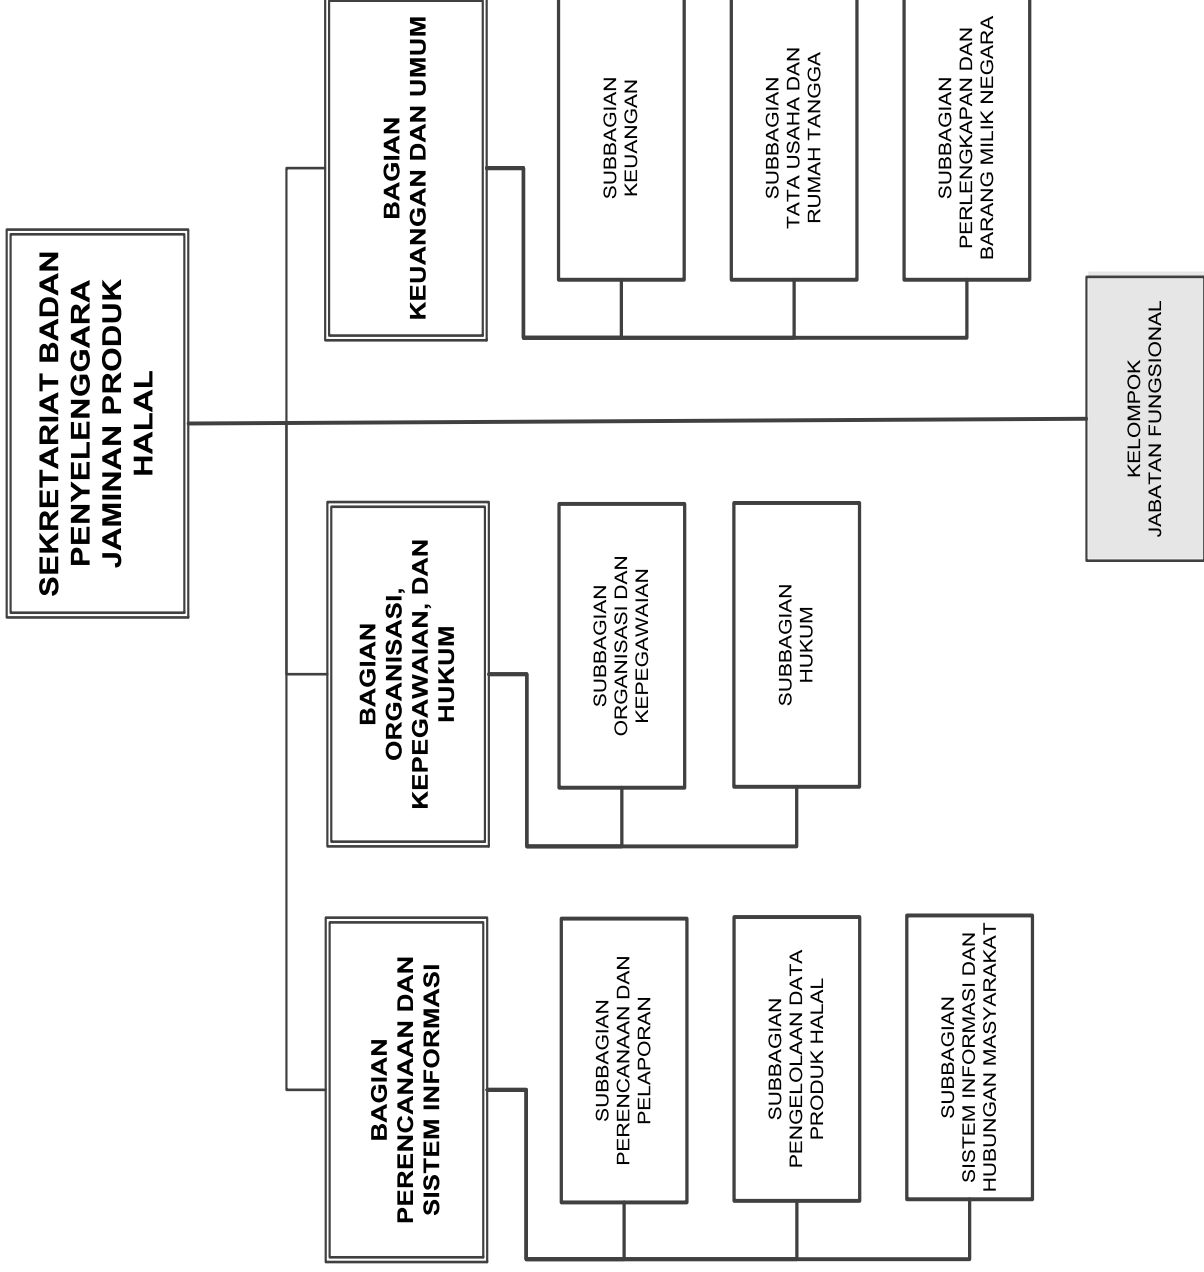 SEKRETARIAT BADAN
PENYELENGGARA
JAMINAN PRODUK
HALAL
BAGIAN
PERENCANAAN DAN
SISTEM INFORMASI
SUBBAGIAN
PERENCANAAN DAN
PELAPORAN
SUBBAGIAN
PENGELOLAAN DATA
PRODUK HALAL
SUBBAGIAN
SISTEM INFORMASI DAN
HUBUNGAN MASYARAKAT
BAGIAN
ORGANISASI,
KEPEGAWAIAN, DAN
HUKUM
SUBBAGIAN
ORGANISASI DAN
KEPEGAWAIAN
SUBBAGIAN
HUKUM
BAGIAN
KEUANGAN DAN UMUM
SUBBAGIAN
KEUANGAN
SUBBAGIAN
TATA USAHA DAN
RUMAH TANGGA
SUBBAGIAN
PERLENGKAPAN DAN
BARANG MILIK NEGARA
KELOMPOK
JABATAN FUNGSIONAL